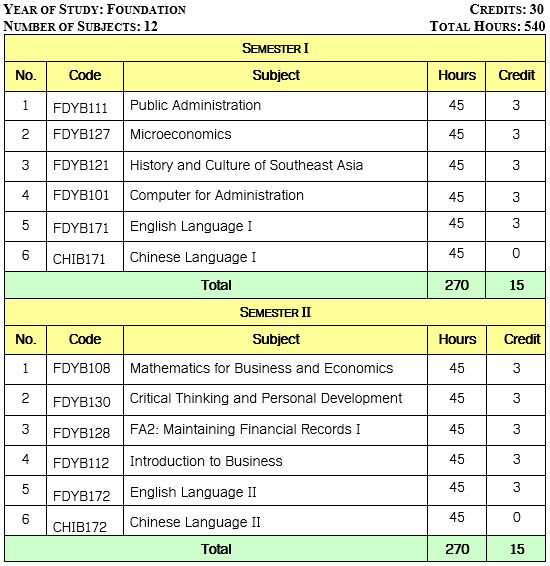 YEAR OF STUDY: FOUNDATION CREDITS: 30
NUMBER OF SUBJECTS: 12 TOTAL HOURS: 540
SEMESTER I
No. Code Subject Hours Credit
1 FDYB111 Public Administration 45 3
2 FDYB127 Microeconomics 45 3
3 FDYB121 History and Culture of Southeast Asia 45 3
4 FDYB101 Computer for Administration 45 3
5 FDYB171 English Language I 45 3
6 CHIB171 Chinese Language I 45 0
Total 270 15
SEMESTER II
No. Code Subject Hours Credit
1 FDYB108 Mathematics for Business and Economics 45 3
2 FDYB130 Critical Thinking and Personal Development 45 3
3 FDYB128 FA2: Maintaining Financial Records I 45 3
4 FDYB112 Introduction to Business 45 3
5 FDYB172 English Language II 45 3
6 CHIB172 Chinese Language II 45 0
Total 270 15